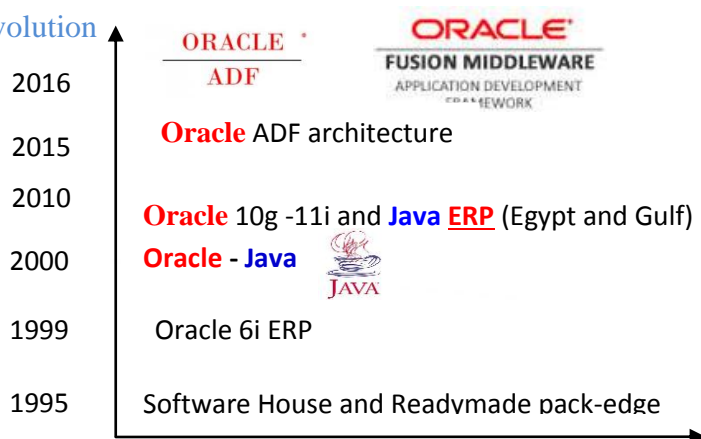 volution
ORACLE
ADF
ORACLE
FUSION MIDDLEWARE
APPLICATION DEVELOPMENT
FRAMEWORK
2016
Oracle ADF architecture
2015
2010
Oracle 10g -11i and Java ERP (Egypt and Gulf)
2000
Oracle - Java
JAVA
1999
Oracle 6i ERP
1995
Software House and Readymade pack-edge